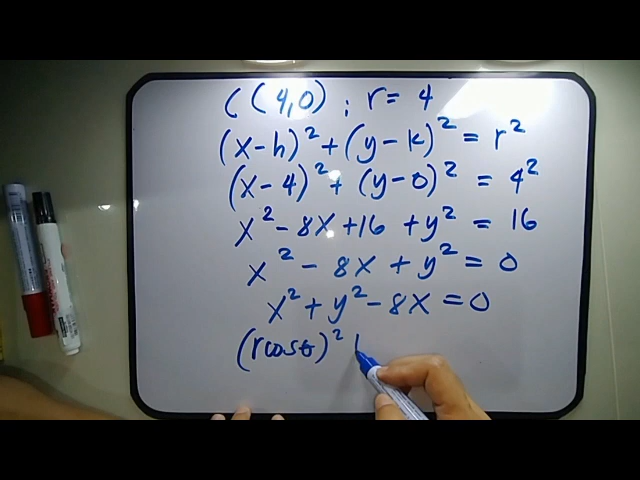 C(4,0) ; r = 4
(x-h)² + (y-k)² = r²
(x-4)² + (y-0)² = 4²
x² - 8x + 16 + y² = 16
x² - 8x + y² = 0
x² + y² - 8x = 0
(rcosθ)²